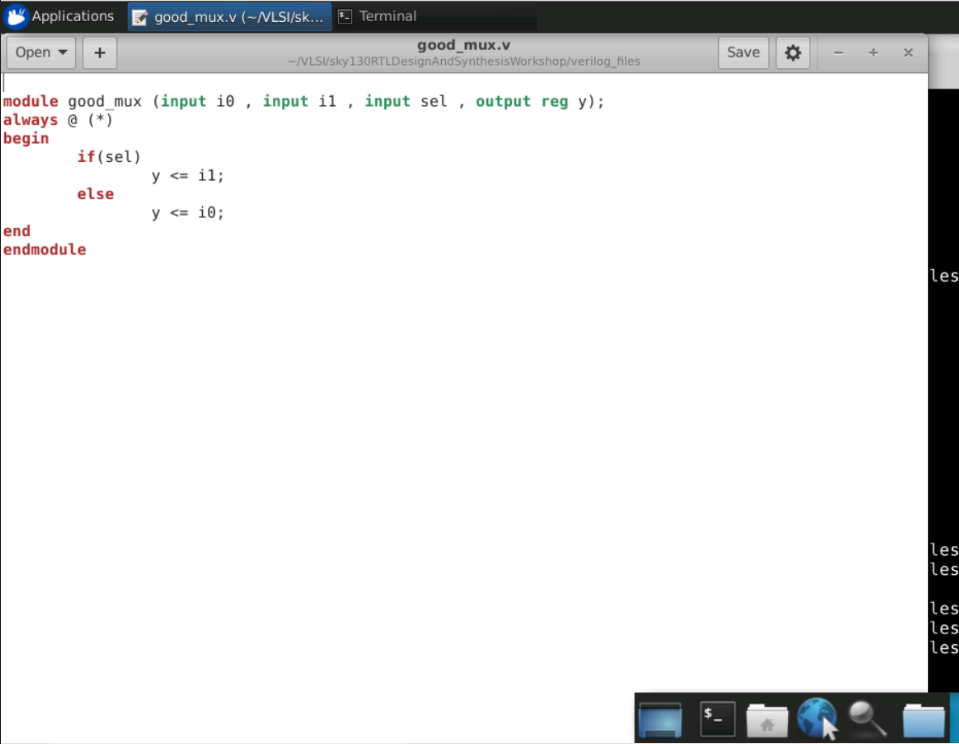 Applications good_mux.v (~/VLSI/sk... Terminal
Open + good_mux.v Save
~/VLSI/sky130RTLDesignAndSynthesisWorkshop/verilog_files
module good_mux (input i0 , input i1 , input sel , output reg y);
always @ (*)
begin
if(sel)
y <= i1;
else
y <= i0;
end
endmodule
les
les
les
les
les
les
$_